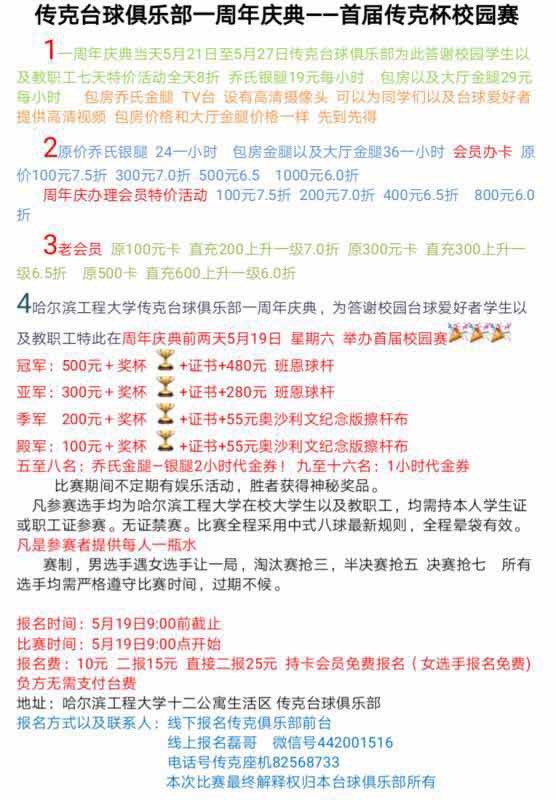 传克台球俱乐部一周年庆典——首届传克杯校园赛
1一周年庆典当天5月21日至5月27日传克台球俱乐部为此答谢校园学生以
及教职工七天特价活动全天8折 乔氏银腿19元每小时 包房以及大厅金腿29元
每小时 包房乔氏金腿 TV台 设有高清摄像头 可以为同学们以及台球爱好者
提供高清视频 包房价格和大厅金腿价格一样 先到先得
2原价乔氏银腿 24一小时 包房金腿以及大厅金腿36一小时 会员办卡 原
价100元7.5折 300元7.0折 500元6.5 1000元6.0折
周年庆办理会员特价活动 100元7.5折 200元7.0折 400元6.5折 800元6.0
折
3老会员 原100元卡 直充200上升一级7.0折 原300元卡 直充300上升一
级6.5折 原500卡 直充600上升一级6.0折
4哈尔滨工程大学传克台球俱乐部一周年庆典，为答谢校园台球爱好者学生以
及教职工特此在周年庆典前两天5月19日 星期六 举办首届校园赛
冠军：500元+奖杯 +证书+480元 班恩球杆
亚军：300元+奖杯 +证书+280元 班恩球杆
季军 200元+奖杯 +证书+55元奥沙利文纪念版擦杆布
殿军：100元+奖杯 +证书+55元奥沙利文纪念版擦杆布
五至八名：乔氏金腿—银腿2小时代金券！ 九至十六名：1小时代金券
比赛期间不定期有娱乐活动，胜者获得神秘奖品。
凡参赛选手均为哈尔滨工程大学在校大学生以及教职工，均需持本人学生证
或职工证参赛。无证禁赛。比赛全程采用中式八球最新规则，全程晕袋有效。
凡是参赛者提供每人一瓶水
赛制，男选手遇女选手让一局，淘汰赛抢三，半决赛抢五 决赛抢七 所有
选手均需严格遵守比赛时间，过期不候。
报名时间：5月19日9:00前截止
比赛时间：5月19日9:00点开始
报名费：10元 二报15元 直接二报25元 持卡会员免费报名（女选手报名免费)
负方无需支付台费
地址：哈尔滨工程大学十二公寓生活区 传克台球俱乐部
报名方式以及联系人：线下报名传克俱乐部前台
线上报名磊哥 微信号442001516
电话号传克座机82568733
本次比赛最终解释权归本台球俱乐部所有